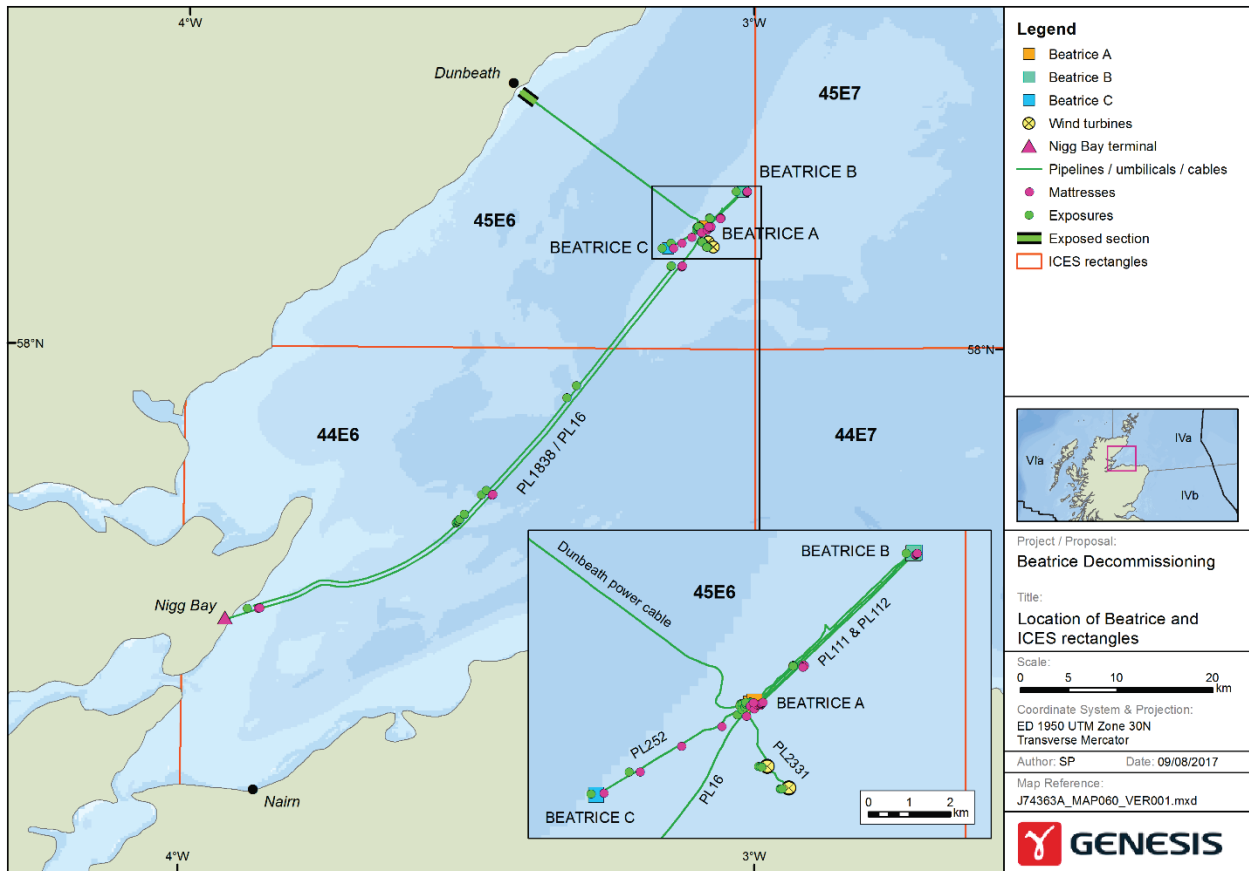 4°W
3°W
Dunbeath
45E7
BEATRICE B
45E6
BEATRICE A
BEATRICE C
58°N
58°N
44E6
44E7
PL1838 / PL16
Nigg Bay
Nairn
4°W
3°W
BEATRICE B
Dunbeath power cable
45E6
PL111 & PL112
BEATRICE A
PL252
PL2331
PL16
BEATRICE C
0 1 2
km
Legend
Beatrice A
Beatrice B
Beatrice C
Wind turbines
Nigg Bay terminal
Pipelines / umbilicals / cables
Mattresses
Exposures
Exposed section
ICES rectangles
VIa
IVa
IVb
Project / Proposal:
Beatrice Decommissioning
Title:
Location of Beatrice and
ICES rectangles
Scale:
0 5 10 20
km
Coordinate System & Projection:
ED 1950 UTM Zone 30N
Transverse Mercator
Author: SP Date: 09/08/2017
Map Reference:
J74363A_MAP060_VER001.mxd
GENESIS